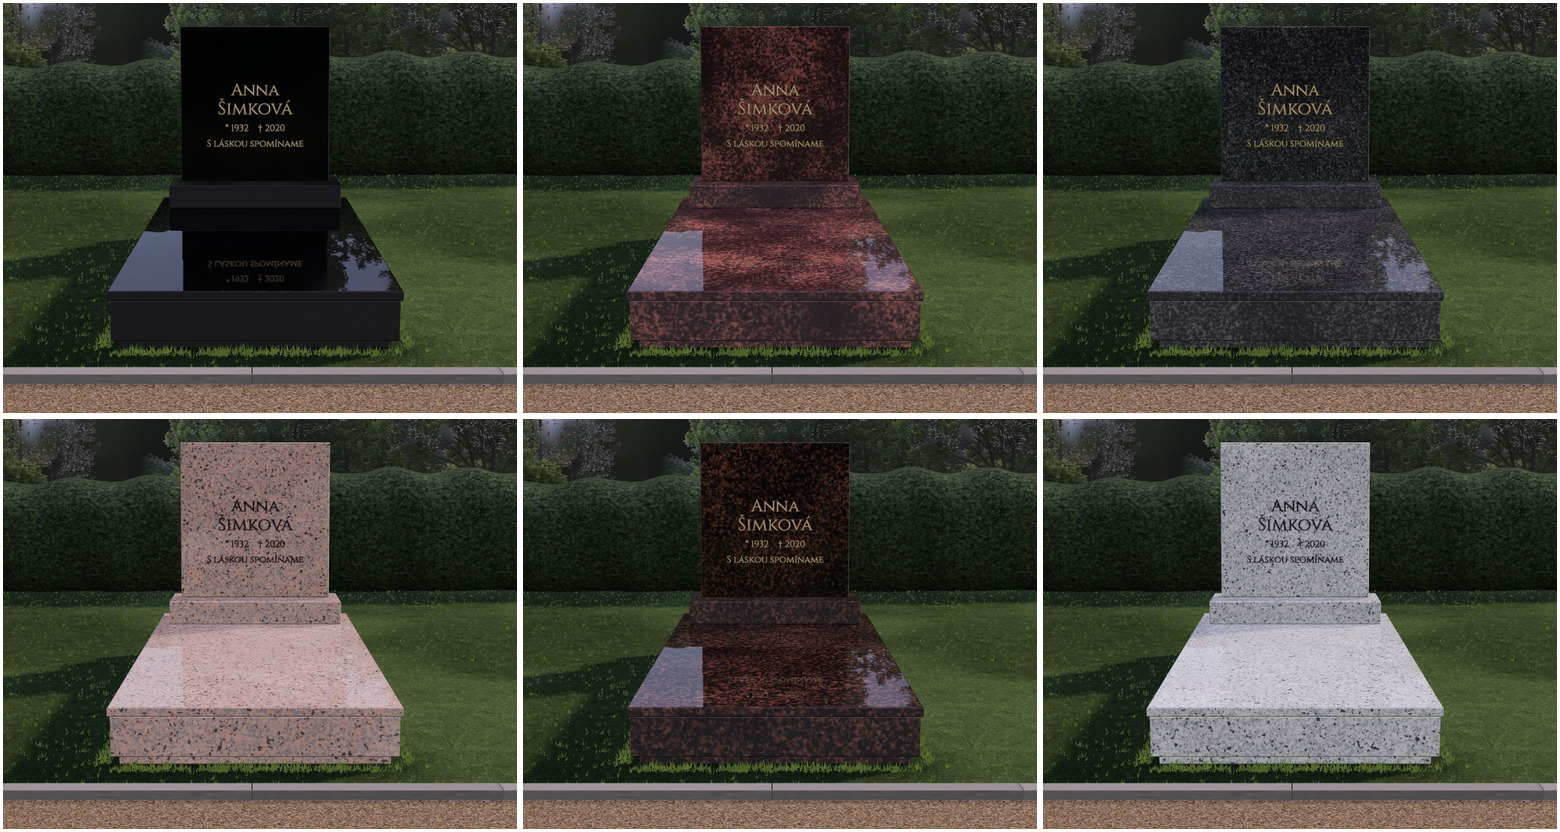 ANNA
ŠIMKOVÁ
* 1932 † 2020
S LÁSKOU SPOMÍNAME
ANNA
ŠIMKOVÁ
* 1932 † 2020
S LÁSKOU SPOMÍNAME
ANNA
ŠIMKOVÁ
* 1932 † 2020
S LÁSKOU SPOMÍNAME
ANNA
ŠIMKOVÁ
* 1932 † 2020
S LÁSKOU SPOMÍNAME
ANNA
ŠIMKOVÁ
* 1932 † 2020
S LÁSKOU SPOMÍNAME
ANNA
ŠIMKOVÁ
* 1932 † 2020
S LÁSKOU SPOMÍNAME